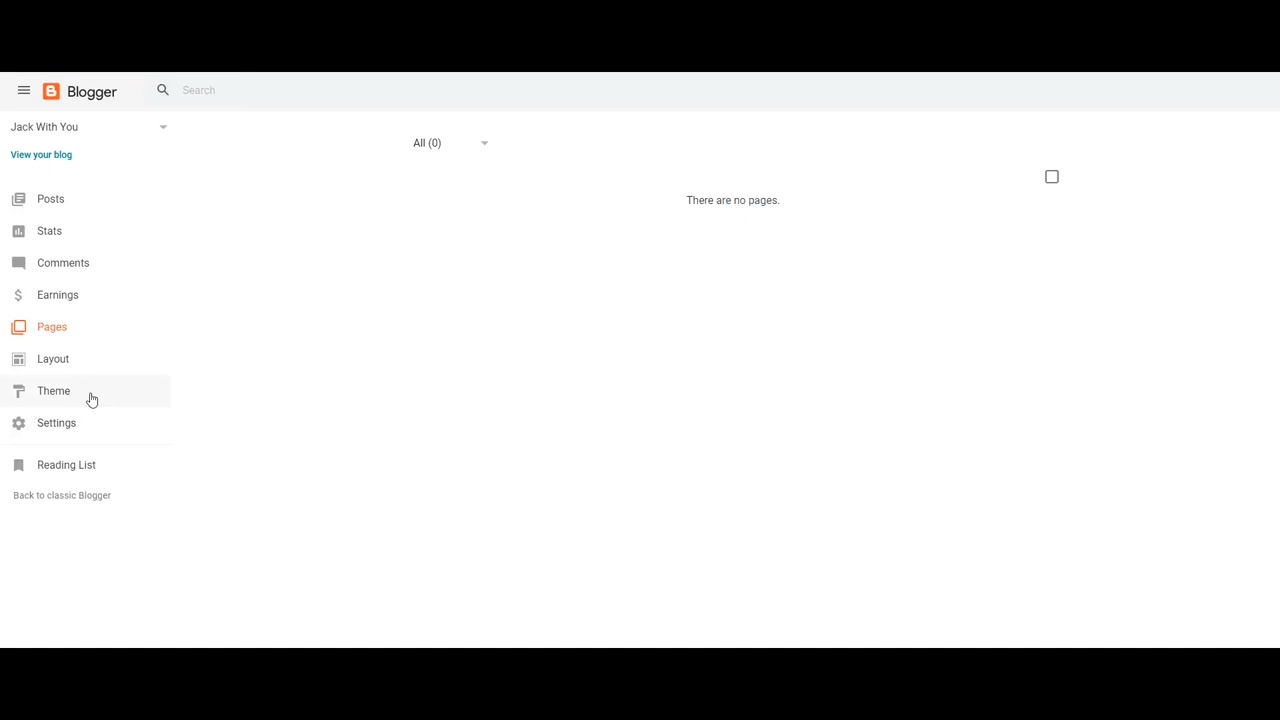 Blogger
Search
Jack With You
All (0)
View your blog
There are no pages.
Posts
Stats
Comments
Earnings
Pages
Layout
Theme
Settings
Reading List
Back to classic Blogger